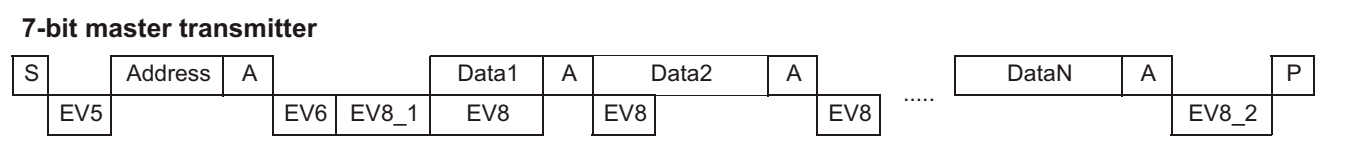 7-bit master transmitter
S Address A Data1 A Data2 A ..... DataN A P
EV5 EV6 EV8_1 EV8 EV8 EV8 EV8_2